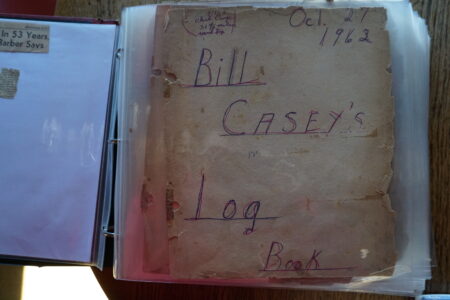 In 53 Years,
Barber Says
Oct. 27
1962
Bill
CASEY'S
Log
Book